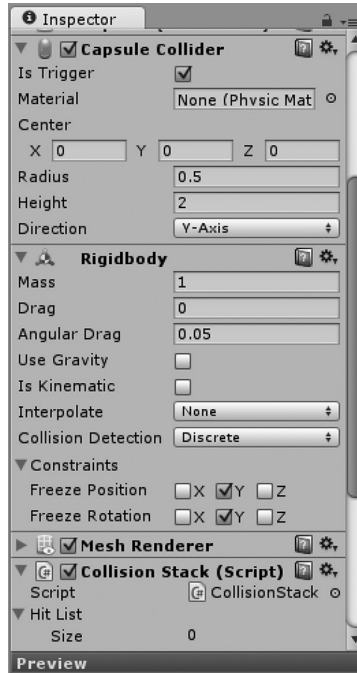 Inspector
Capsule Collider
Is Trigger
Material None (Physic Mat
Center
X 0 Y 0 Z 0
Radius 0.5
Height 2
Direction Y-Axis
Rigidbody
Mass 1
Drag 0
Angular Drag 0.05
Use Gravity
Is Kinematic
Interpolate None
Collision Detection Discrete
Constraints
Freeze Position X Y Z
Freeze Rotation X Y Z
Mesh Renderer
Collision Stack (Script)
Script CollisionStack
Hit List
Size 0
Preview